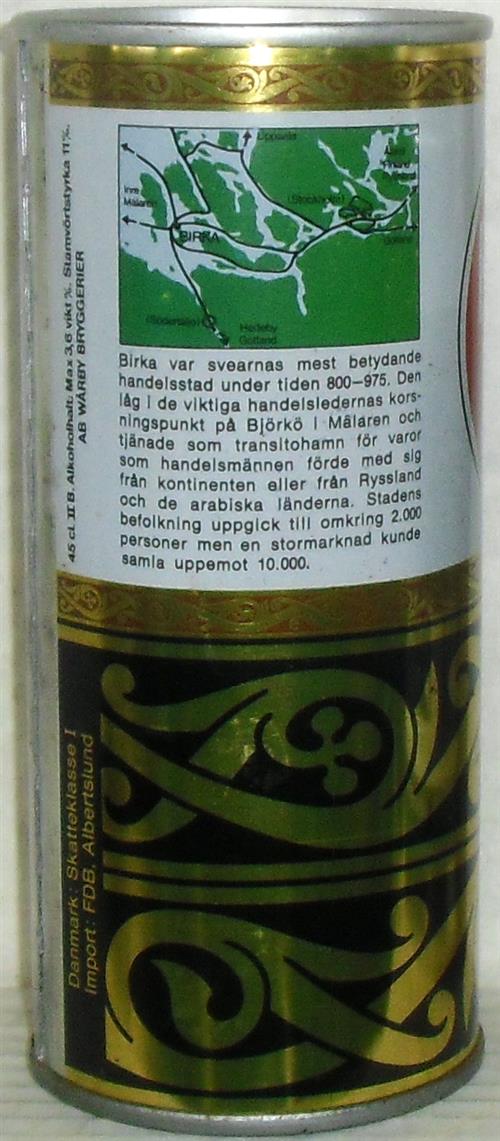 Uppsala
Inre
Mälaren
(Stockholm)
BIRKA
Gotland
(Södertälje)
Hedeby
Gotland
Birka var svearnas mest betydande
handelsstad under tiden 800–975. Den
låg i de viktiga handelsledernas kors-
ningspunkt på Björkö i Mälaren och
tjänade som transitohamn för varor
som handelsmännen förde med sig
från kontinenten eller från Ryssland
och de arabiska länderna. Stadens
befolkning uppgick till omkring 2.000
personer men en stormarknad kunde
samla uppemot 10.000.
45 cl. II B. Alkoholhalt: Max 3,6 vikt %. Stamvörtstyrka 11%.
AB WÅRBY BRYGGERIER
Danmark: Skatteklasse I
Import: FDB. Albertslund